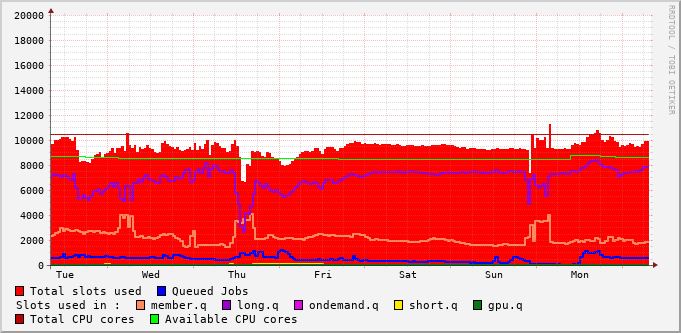 20000
18000
16000
14000
12000
10000
8000
6000
4000
2000
0
Tue Wed Thu Fri Sat Sun Mon
Total slots used Queued Jobs
Slots used in : member.q long.q ondemand.q short.q gpu.q
Total CPU cores Available CPU cores
RRDTOOL / TOBI OETIKER